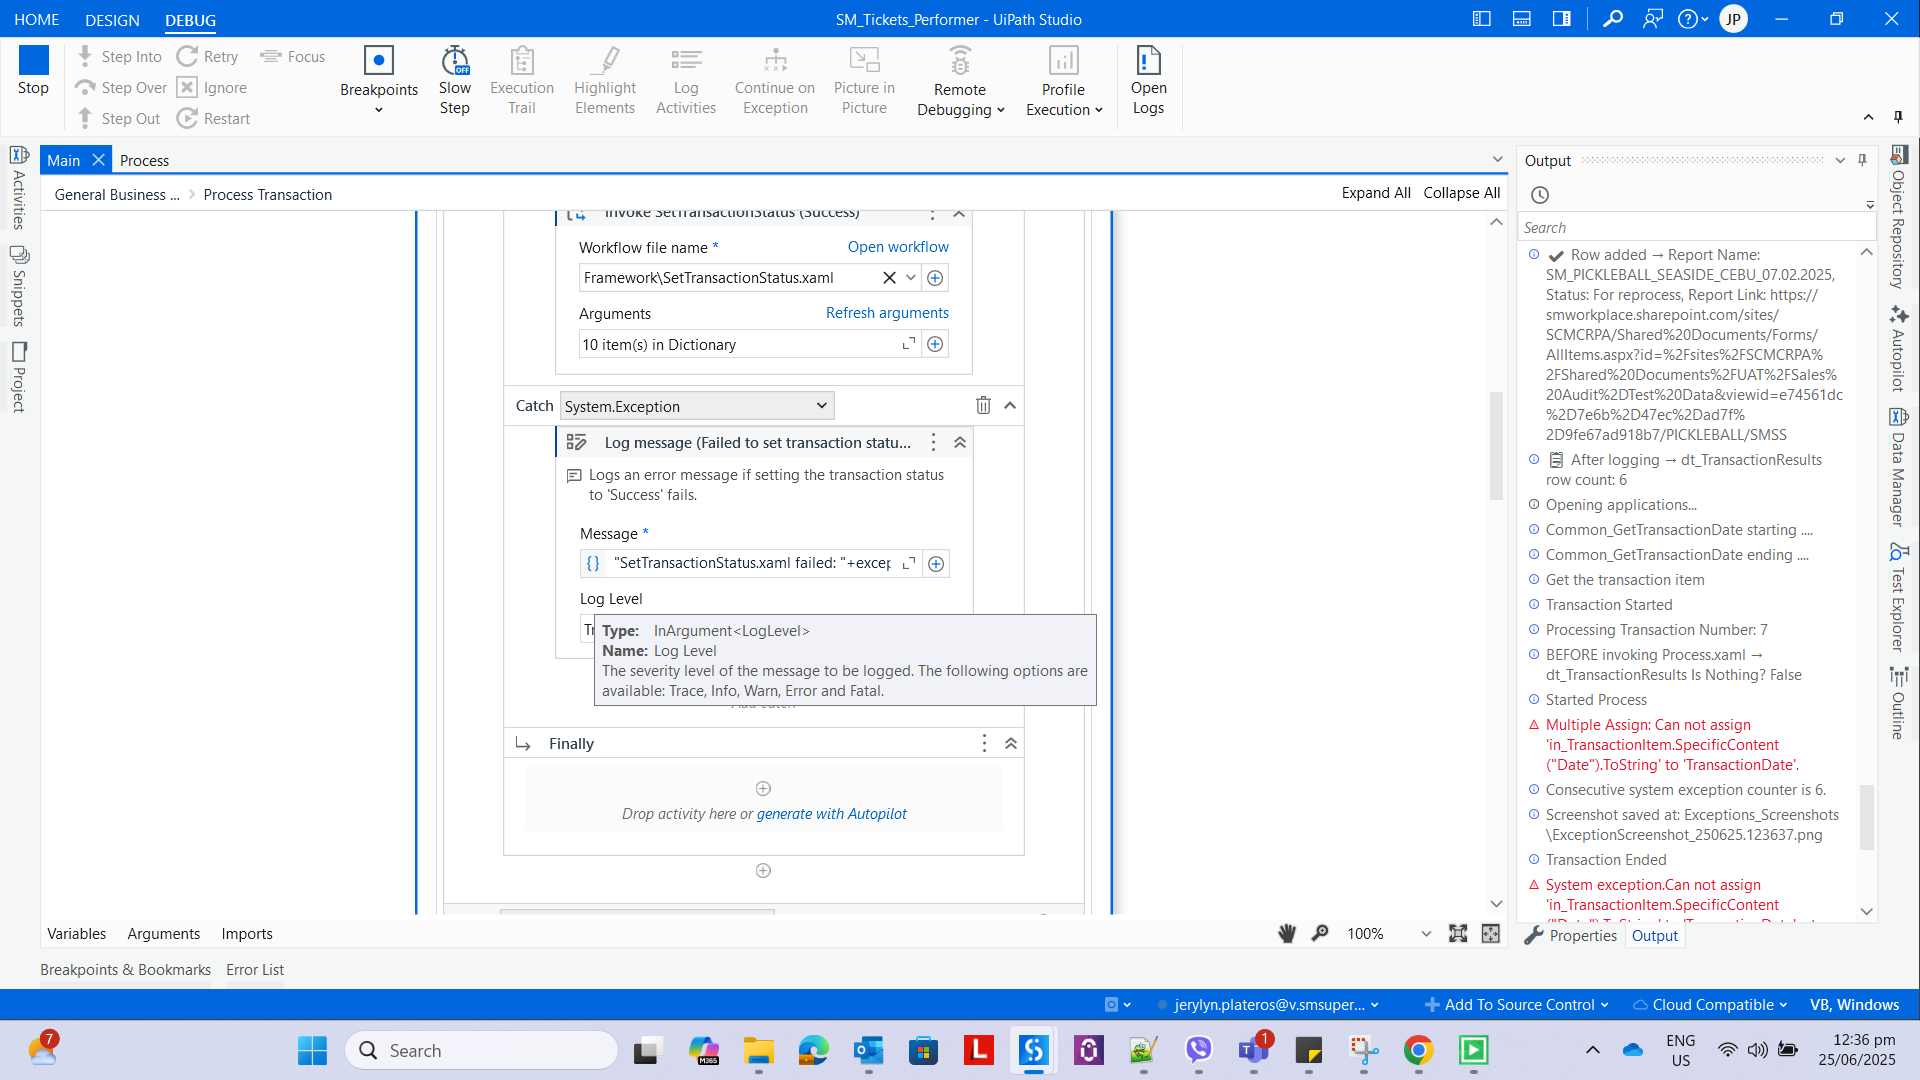 HOME DESIGN DEBUG
SM_Tickets_Performer - UiPath Studio
JP
Stop
Step Into
Step Over
Step Out
Retry
Ignore
Restart
Focus
Breakpoints
Slow
Step
OFF
Execution
Trail
Highlight
Elements
Log
Activities
Continue on
Exception
Picture in
Picture
Remote
Debugging
Profile
Execution
Open
Logs
Activities
Snippets
Project
Main
Process
General Business ... > Process Transaction
Expand All Collapse All
Invoke SetTransactionStatus (Success)
Workflow file name *
Open workflow
Framework\SetTransactionStatus.xaml
Arguments
Refresh arguments
10 item(s) in Dictionary
Catch
System.Exception
Log message (Failed to set transaction statu...
Logs an error message if setting the transaction status
to 'Success' fails.
Message *
{} "SetTransactionStatus.xaml failed: "+excep
Log Level
Tr
Type: InArgument<LogLevel>
Name: Log Level
The severity level of the message to be logged. The following options are
available: Trace, Info, Warn, Error and Fatal.
Add catch
Finally
Drop activity here or generate with Autopilot
Variables Arguments Imports
100%
Breakpoints & Bookmarks Error List
Output
Search
Row added → Report Name:
SM_PICKLEBALL_SEASIDE_CEBU_07.02.2025,
Status: For reprocess, Report Link: https://
smworkplace.sharepoint.com/sites/
SCMCRPA/Shared%20Documents/Forms/
AllItems.aspx?id=%2Fsites%2FSCMCRPA%
2FShared%20Documents%2FUAT%2FSales%
20Audit%2DTest%20Data&viewid=e74561dc
%2D7e6b%2D47ec%2Dad7f%
2D9fe67ad918b7/PICKLEBALL/SMSS
After logging → dt_TransactionResults
row count: 6
Opening applications...
Common_GetTransactionDate starting ....
Common_GetTransactionDate ending ....
Get the transaction item
Transaction Started
Processing Transaction Number: 7
BEFORE invoking Process.xaml →
dt_TransactionResults Is Nothing? False
Started Process
Multiple Assign: Can not assign
'in_TransactionItem.SpecificContent
("Date").ToString' to 'TransactionDate'.
Consecutive system exception counter is 6.
Screenshot saved at: Exceptions_Screenshots
\ExceptionScreenshot_250625.123637.png
Transaction Ended
System exception.Can not assign
'in_TransactionItem.SpecificContent
Properties
Output
Object Repository
Autopilot
Data Manager
Test Explorer
Outline
jerylyn.plateros@v.smsuper...
Add To Source Control
Cloud Compatible
VB, Windows
7
Search
M365
L
1
ENG
US
12:36 pm
25/06/2025